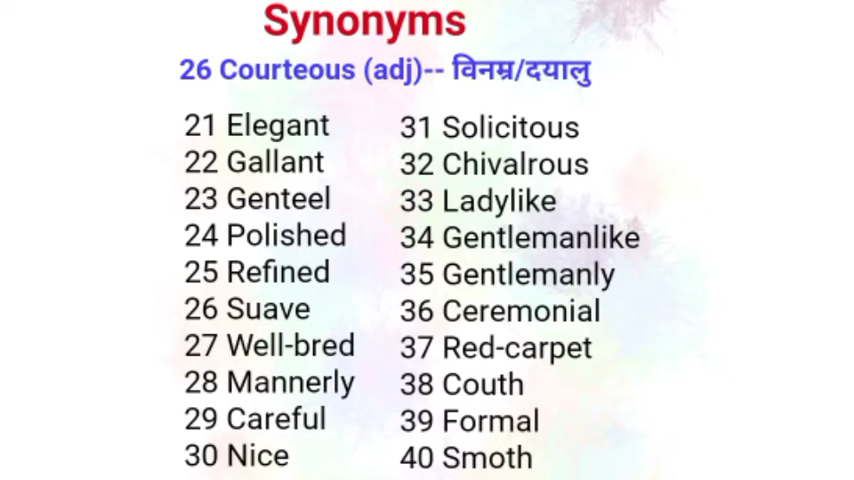 Synonyms
26 Courteous (adj)-- विनम्र/दयालु
21 Elegant
22 Gallant
23 Genteel
24 Polished
25 Refined
26 Suave
27 Well-bred
28 Mannerly
29 Careful
30 Nice
31 Solicitous
32 Chivalrous
33 Ladylike
34 Gentlemanlike
35 Gentlemanly
36 Ceremonial
37 Red-carpet
38 Couth
39 Formal
40 Smoth